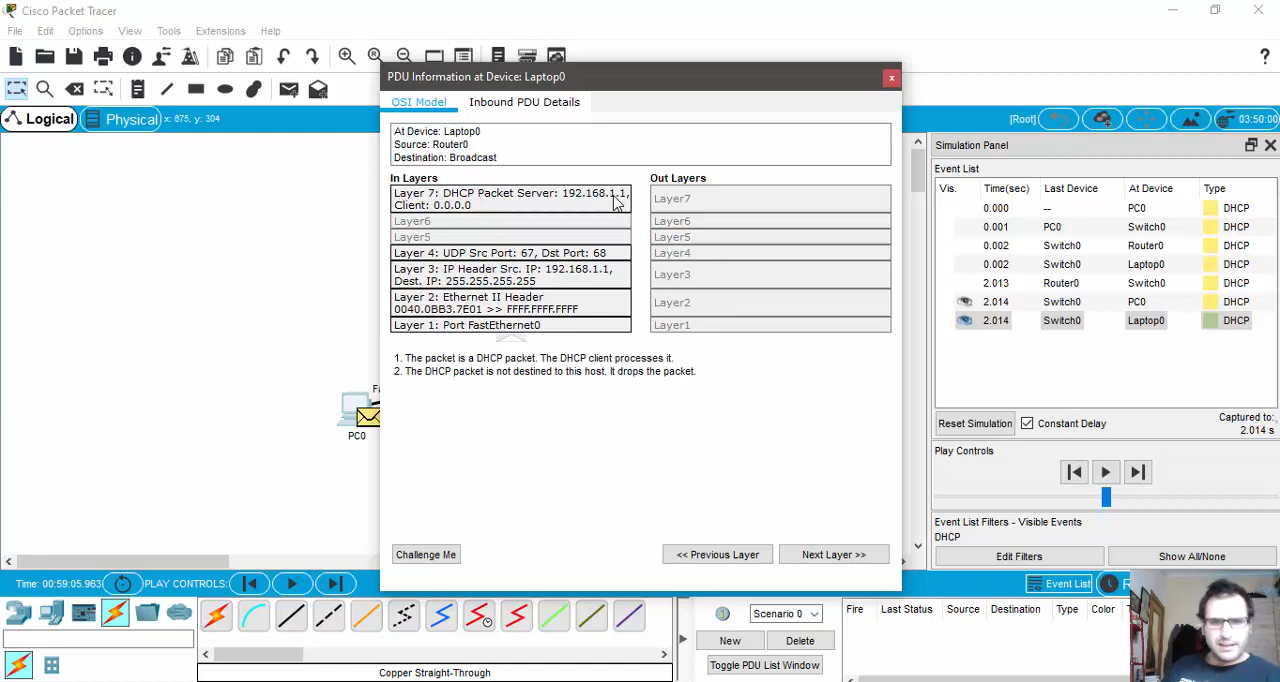 Cisco Packet Tracer
File Edit Options View Tools Extensions Help
?
Logical Physical x: 675, y: 304
[Root] 03:50:00
PC0
PDU Information at Device: Laptop0
x
OSI Model Inbound PDU Details
At Device: Laptop0
Source: Router0
Destination: Broadcast
In Layers
Layer 7: DHCP Packet Server: 192.168.1.1,
Client: 0.0.0.0
Layer6
Layer5
Layer 4: UDP Src Port: 67, Dst Port: 68
Layer 3: IP Header Src. IP: 192.168.1.1,
Dest. IP: 255.255.255.255
Layer 2: Ethernet II Header
0040.0BB3.7E01 >> FFFF.FFFF.FFFF
Layer 1: Port FastEthernet0
Out Layers
Layer7
Layer6
Layer5
Layer4
Layer3
Layer2
Layer1
1. The packet is a DHCP packet. The DHCP client processes it.
2. The DHCP packet is not destined to this host. It drops the packet.
Challenge Me << Previous Layer Next Layer >>
Simulation Panel
Event List
Vis. Time(sec) Last Device At Device Type
0.000 -- PC0 DHCP
0.001 PC0 Switch0 DHCP
0.002 Switch0 Router0 DHCP
0.002 Switch0 Laptop0 DHCP
2.013 Router0 Switch0 DHCP
2.014 Switch0 PC0 DHCP
2.014 Switch0 Laptop0 DHCP
Reset Simulation Constant Delay
Captured to:
2.014 s
Play Controls
Event List Filters - Visible Events
DHCP
Edit Filters Show All/None
Time: 00:59:05.963 PLAY CONTROLS:
Event List
Copper Straight-Through
Scenario 0
New Delete
Toggle PDU List Window
Fire Last Status Source Destination Type Color